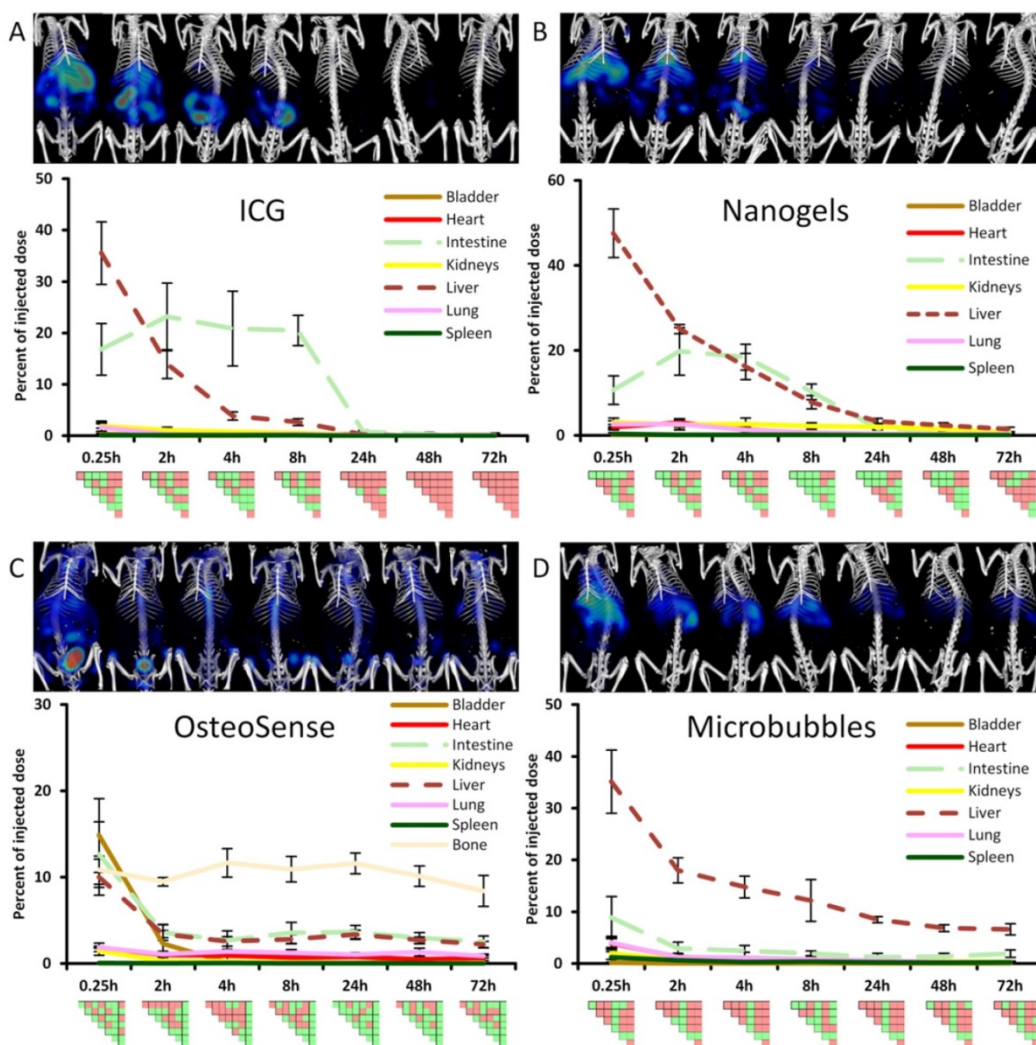 A
50
40
30
20
10
0
Percent of injected dose
ICG
Bladder
Heart
Intestine
Kidneys
Liver
Lung
Spleen
0.25h 2h 4h 8h 24h 48h 72h
B
60
40
20
0
Percent of injected dose
Nanogels
Bladder
Heart
Intestine
Kidneys
Liver
Lung
Spleen
0.25h 2h 4h 8h 24h 48h 72h
C
30
20
10
0
Percent of injected dose
OsteoSense
Bladder
Heart
Intestine
Kidneys
Liver
Lung
Spleen
Bone
0.25h 2h 4h 8h 24h 48h 72h
D
50
40
30
20
10
0
Percent of injected dose
Microbubbles
Bladder
Heart
Intestine
Kidneys
Liver
Lung
Spleen
0.25h 2h 4h 8h 24h 48h 72h